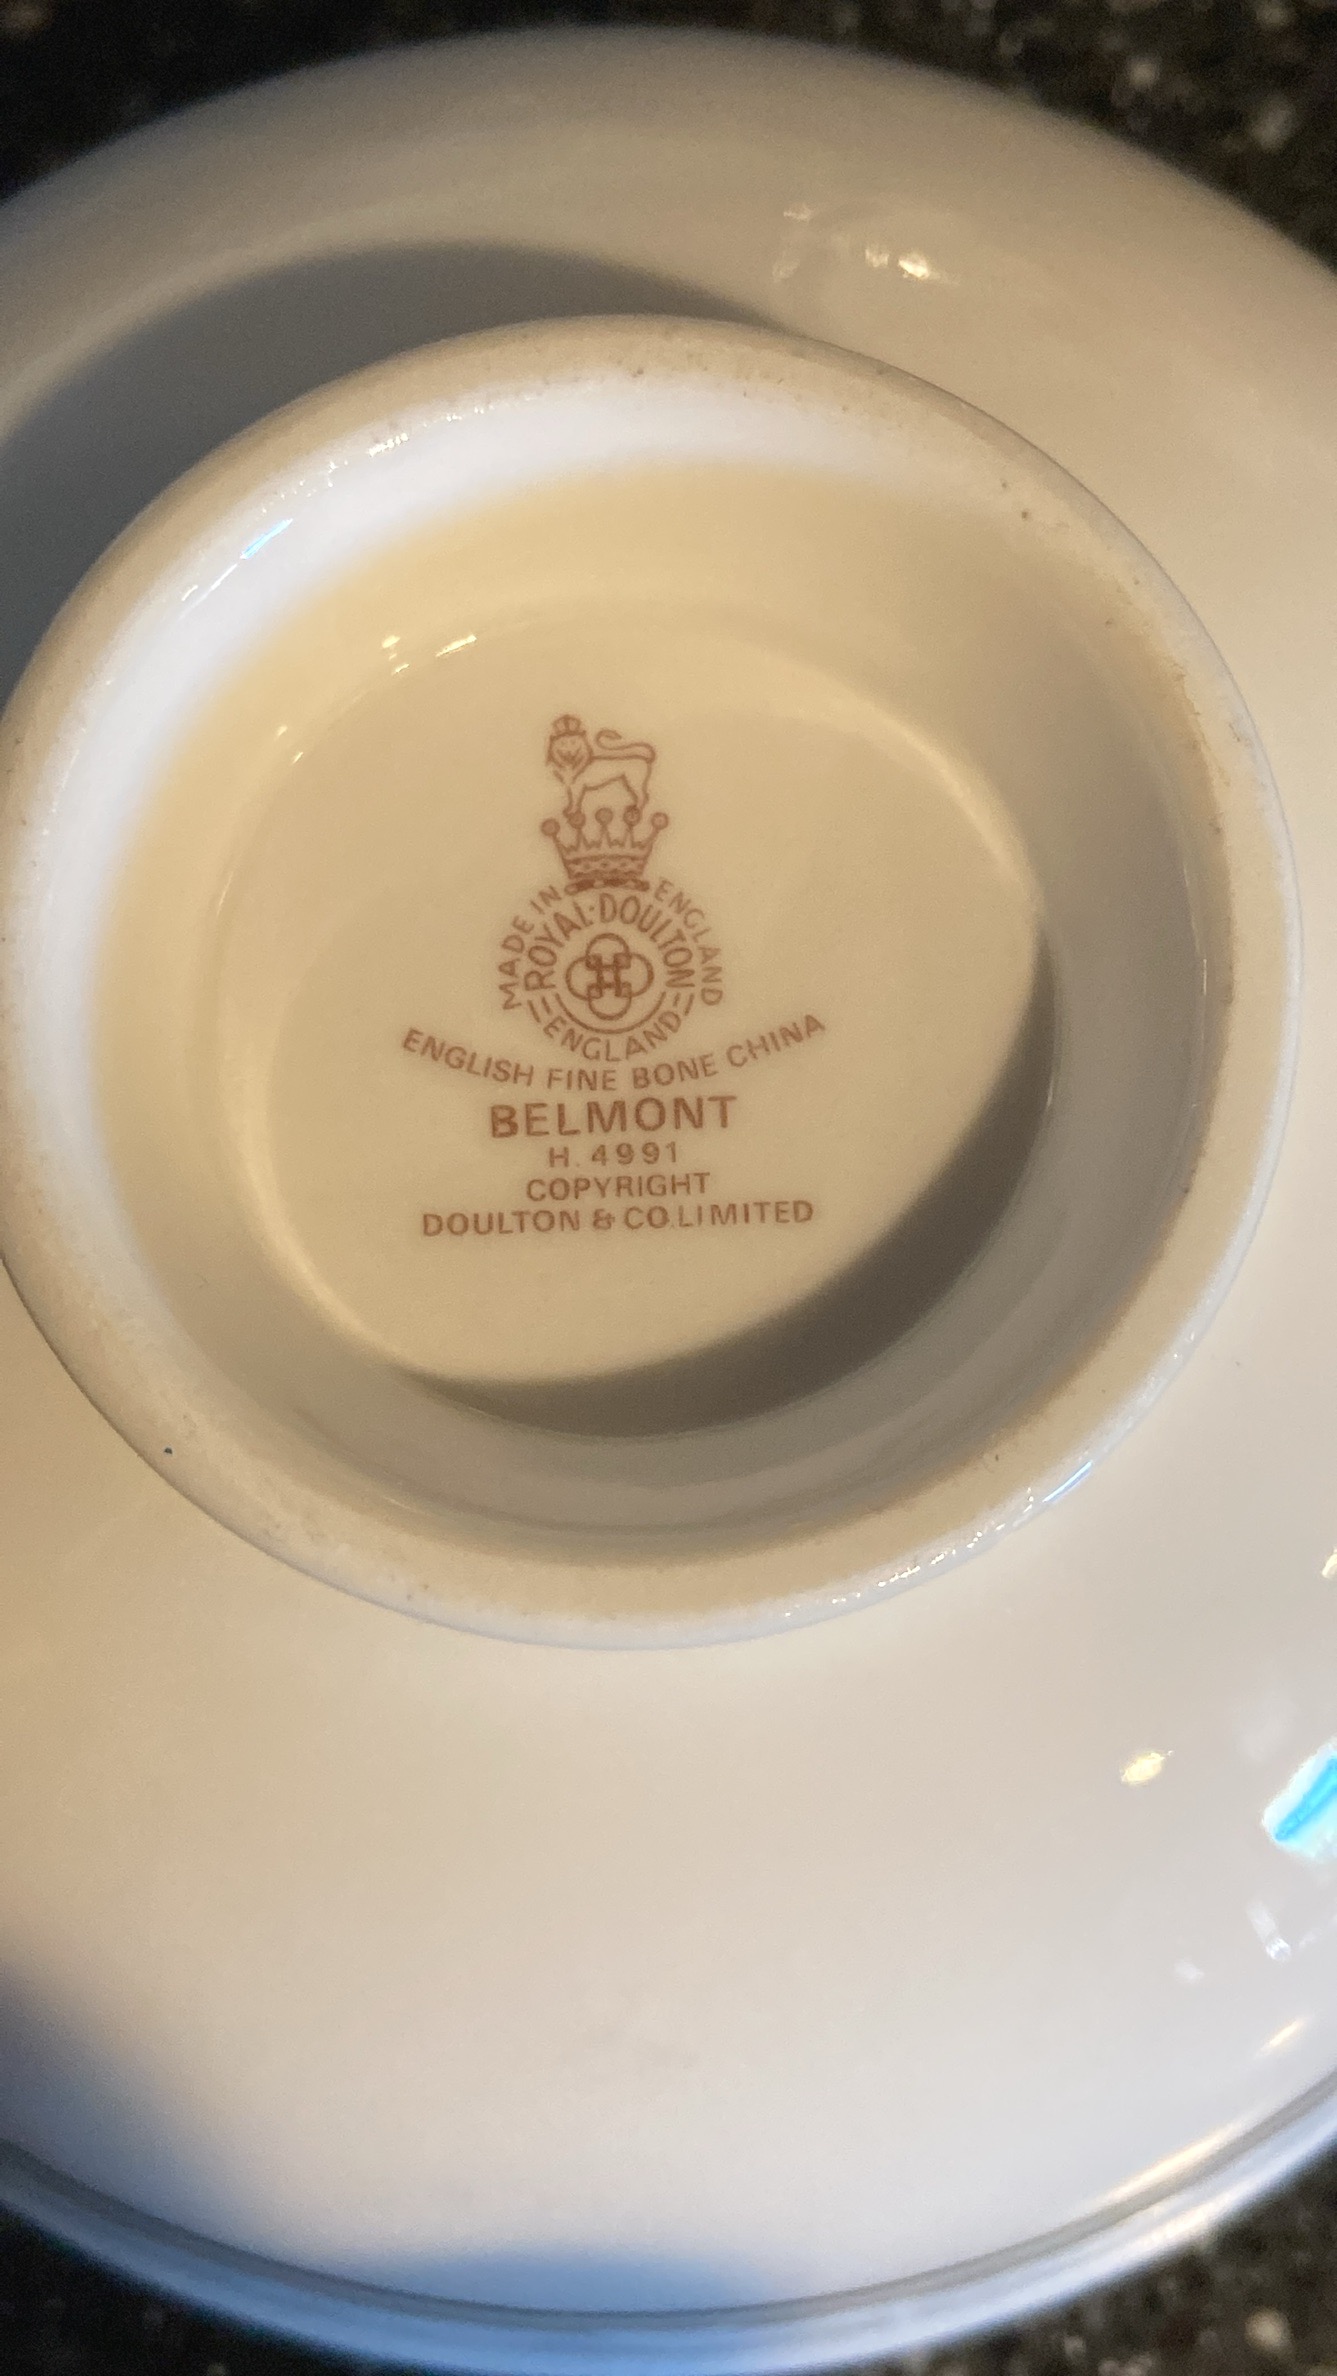 MADE IN ENGLAND
ROYAL·DOULTON
ENGLAND
ENGLISH FINE BONE CHINA
BELMONT
H. 4991
COPYRIGHT
DOULTON & CO.LIMITED